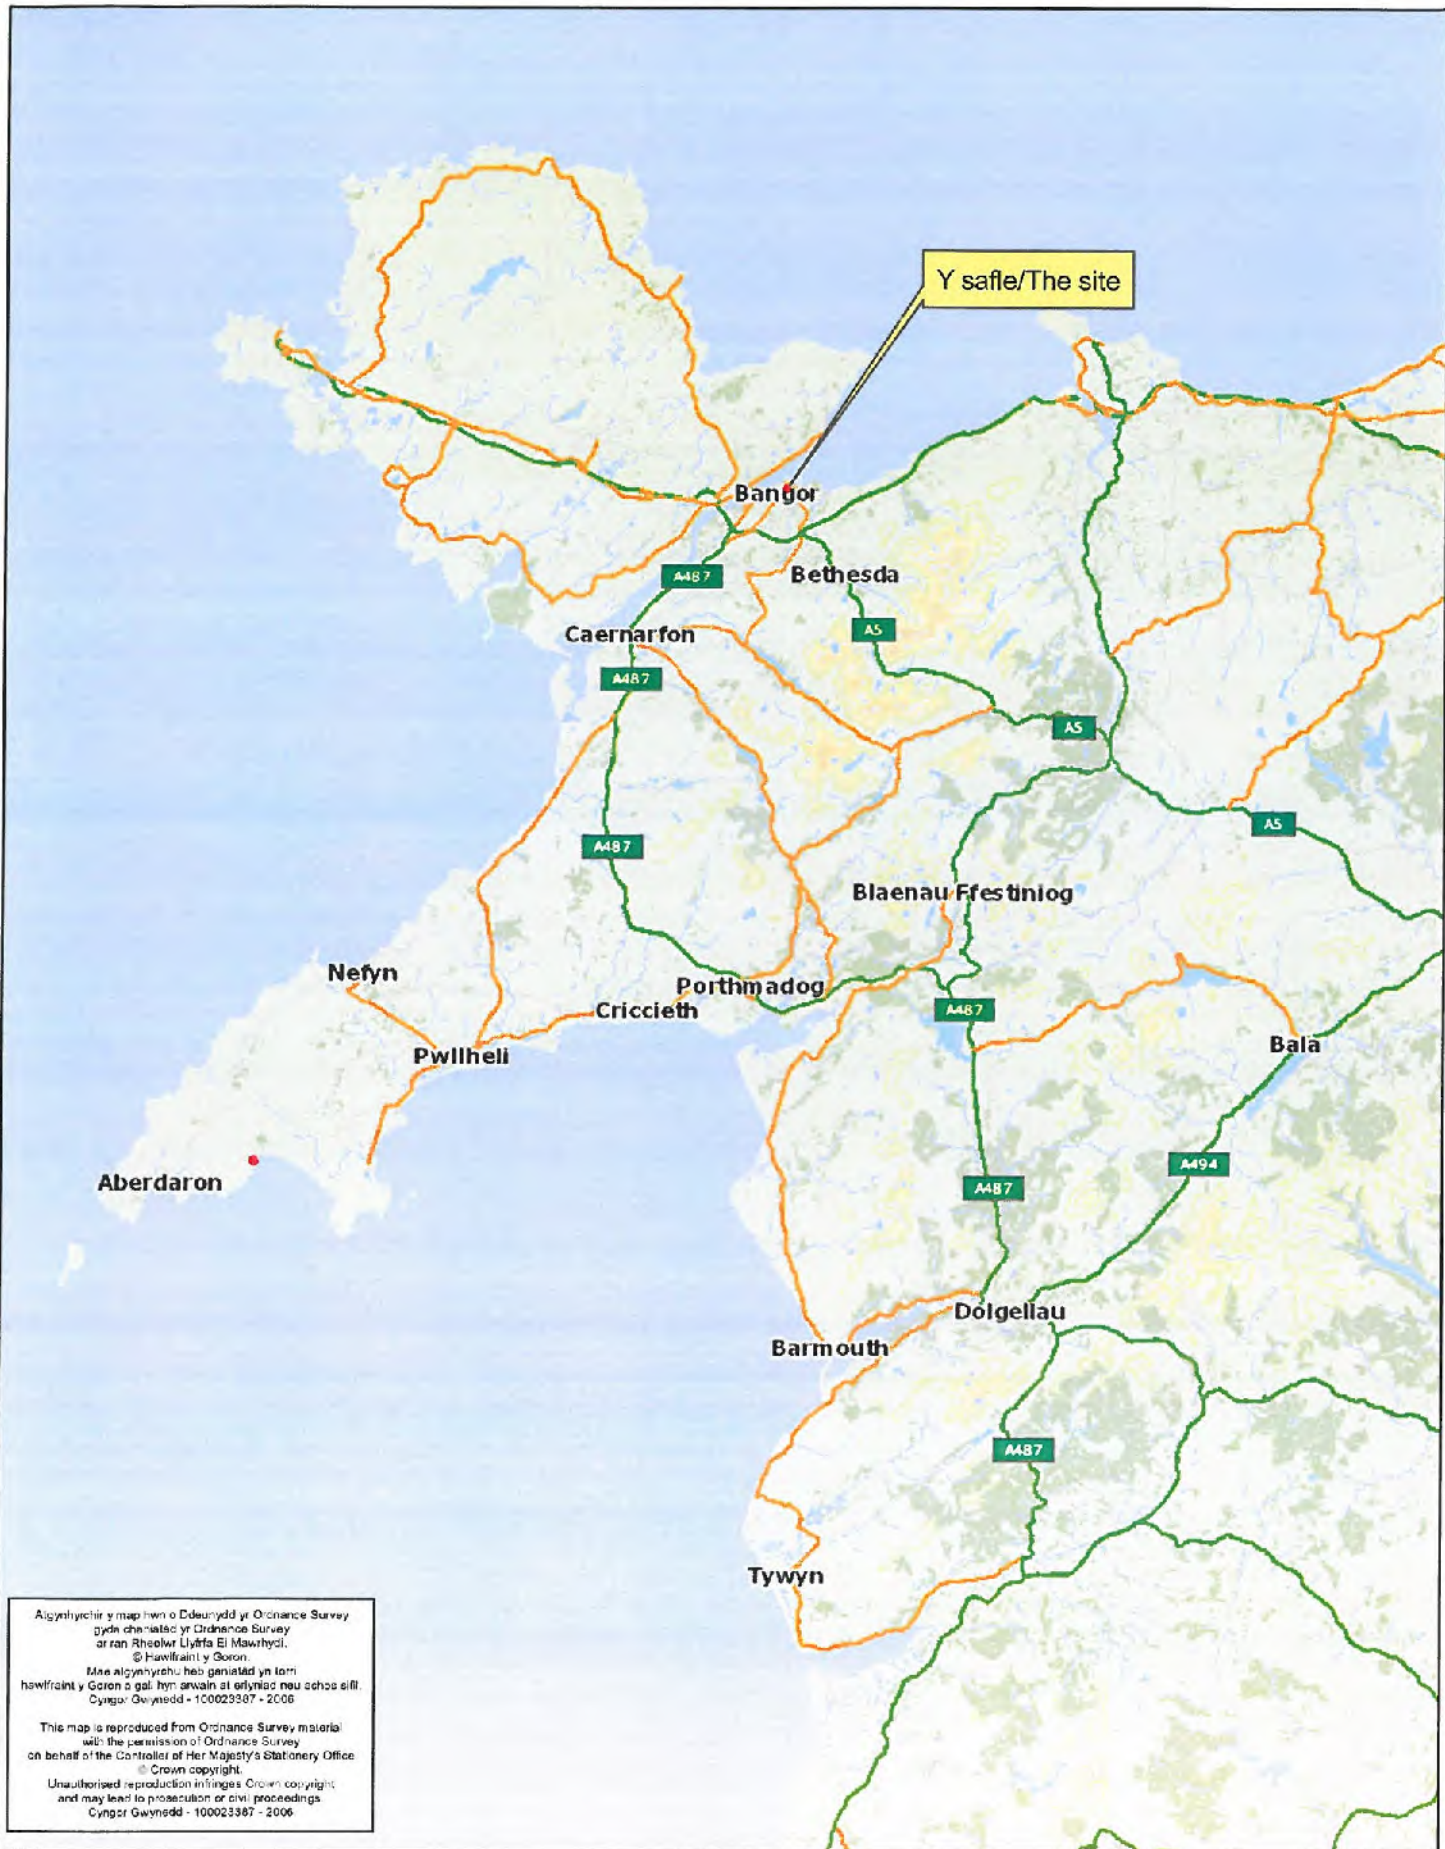 Y safle/The site
Bangor
A487
Bethesda
Caernarfon
A5
A487
A5
A487
A5
Blaenau Ffestiniog
Nefyn
Porthmadog
Criccieth
A487
Bala
Pwllheli
A494
Aberdaron
A487
Dolgellau
Barmouth
A487
Tywyn
Algynhyrchir y map hwn o Ddeunydd yr Ordnance Survey
gyda chaniatâd yr Ordnance Survey
ar ran Rheolwr Llyfrfa Ei Mawrhydi.
© Hawlfraint y Goron.
Mae algynhyrchu heb ganiatâd yn torri
hawlfraint y Goron a gall hyn arwain at erlyniad neu achos sifil.
Cyngor Gwynedd - 100023387 - 2006
This map is reproduced from Ordnance Survey material
with the permission of Ordnance Survey
on behalf of the Controller of Her Majesty's Stationery Office
© Crown copyright.
Unauthorised reproduction infringes Crown copyright
and may lead to prosecution or civil proceedings
Cyngor Gwynedd - 100023387 - 2006